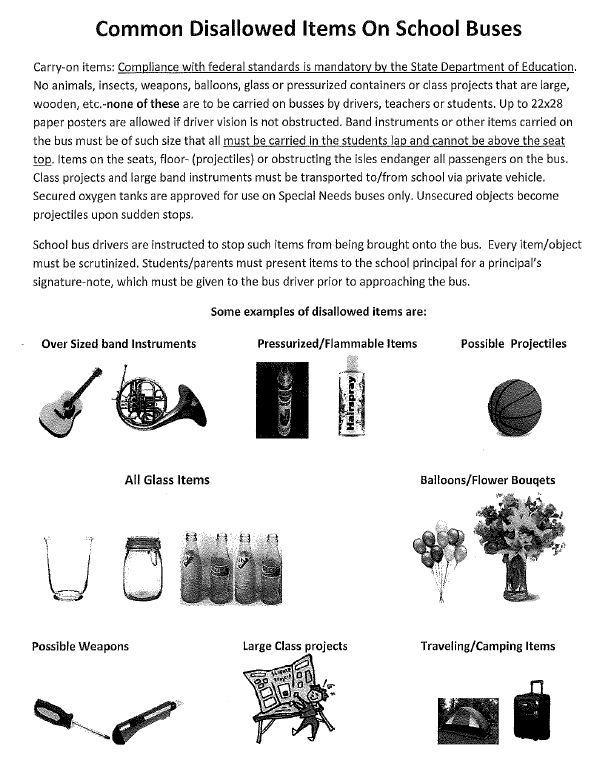 Common Disallowed Items On School Buses
Carry-on items: Compliance with federal standards is mandatory by the State Department of Education.
No animals, insects, weapons, balloons, glass or pressurized containers or class projects that are large,
wooden, etc.-none of these are to be carried on busses by drivers, teachers or students. Up to 22x28
paper posters are allowed if driver vision is not obstructed. Band instruments or other items carried on
the bus must be of such size that all must be carried in the students lap and cannot be above the seat
top. Items on the seats, floor- (projectiles) or obstructing the isles endanger all passengers on the bus.
Class projects and large band instruments must be transported to/from school via private vehicle.
Secured oxygen tanks are approved for use on Special Needs buses only. Unsecured objects become
projectiles upon sudden stops.
School bus drivers are instructed to stop such items from being brought onto the bus. Every item/object
must be scrutinized. Students/parents must present items to the school principal for a principal's
signature-note, which must be given to the bus driver prior to approaching the bus.
Some examples of disallowed items are:
Over Sized band Instruments Pressurized/Flammable Items Possible Projectiles
Hairspray
All Glass Items Balloons/Flower Bouqets
Possible Weapons Large Class projects Traveling/Camping Items